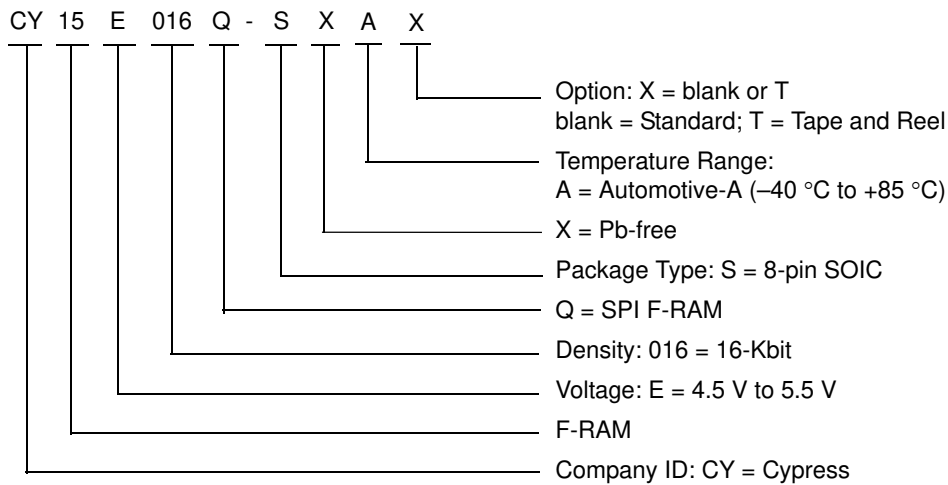 CY 15 E 016 Q - S X A X
Option: X = blank or T
blank = Standard; T = Tape and Reel
Temperature Range:
A = Automotive-A (–40 °C to +85 °C)
X = Pb-free
Package Type: S = 8-pin SOIC
Q = SPI F-RAM
Density: 016 = 16-Kbit
Voltage: E = 4.5 V to 5.5 V
F-RAM
Company ID: CY = Cypress